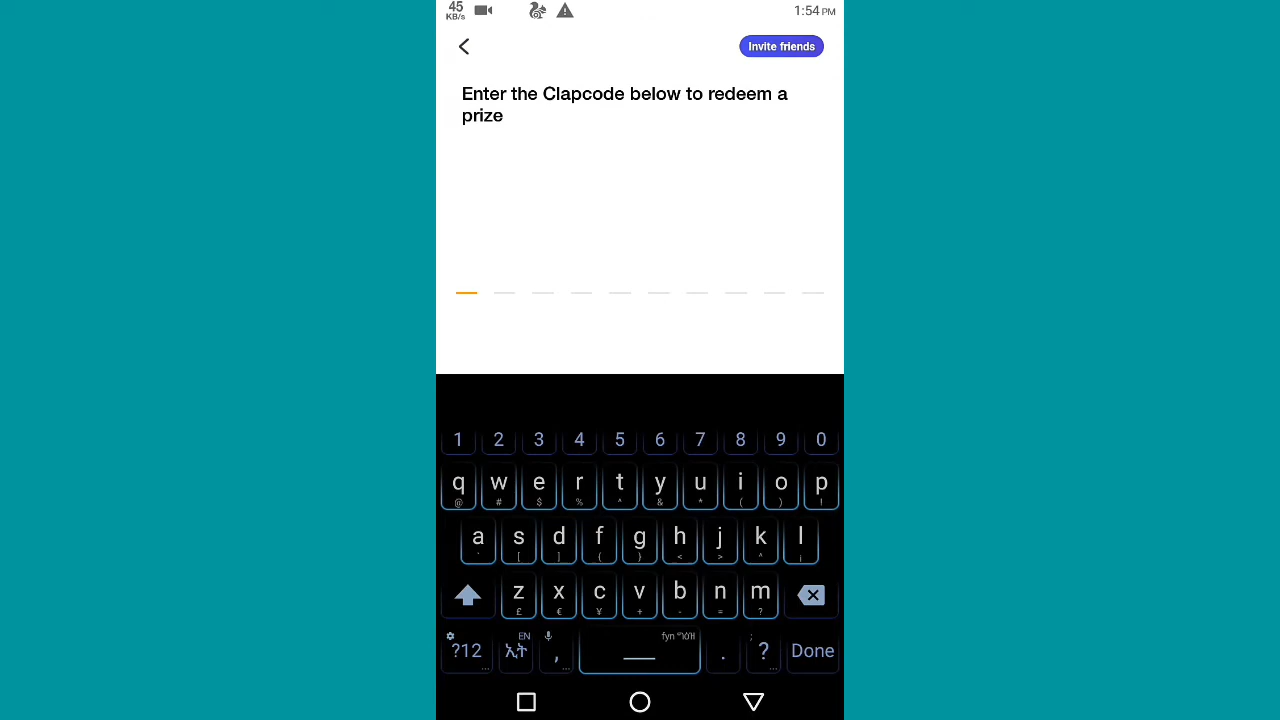 45
KB/s
1:54 PM
Invite friends
Enter the Clapcode below to redeem a
prize
1 2 3 4 5 6 7 8 9 0
q w e r t y u i o p
@ # $ % ^ & * ( ) !
a s d f g h j k l
z x c v b n m
£ € ¥ + - = ?
?12 EN ኢት , . ; ? Done